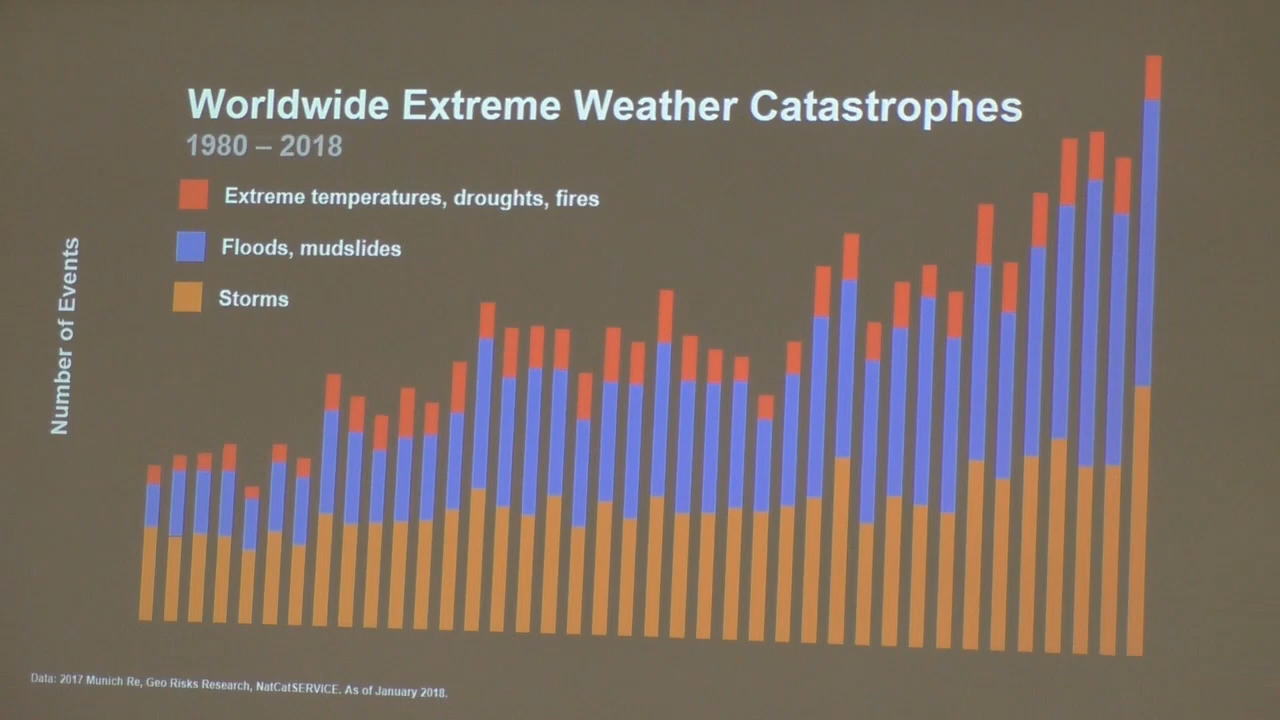 Worldwide Extreme Weather Catastrophes
1980 – 2018
Extreme temperatures, droughts, fires
Floods, mudslides
Storms
Number of Events
Data: 2017 Munich Re, Geo Risks Research, NatCatSERVICE. As of January 2018.